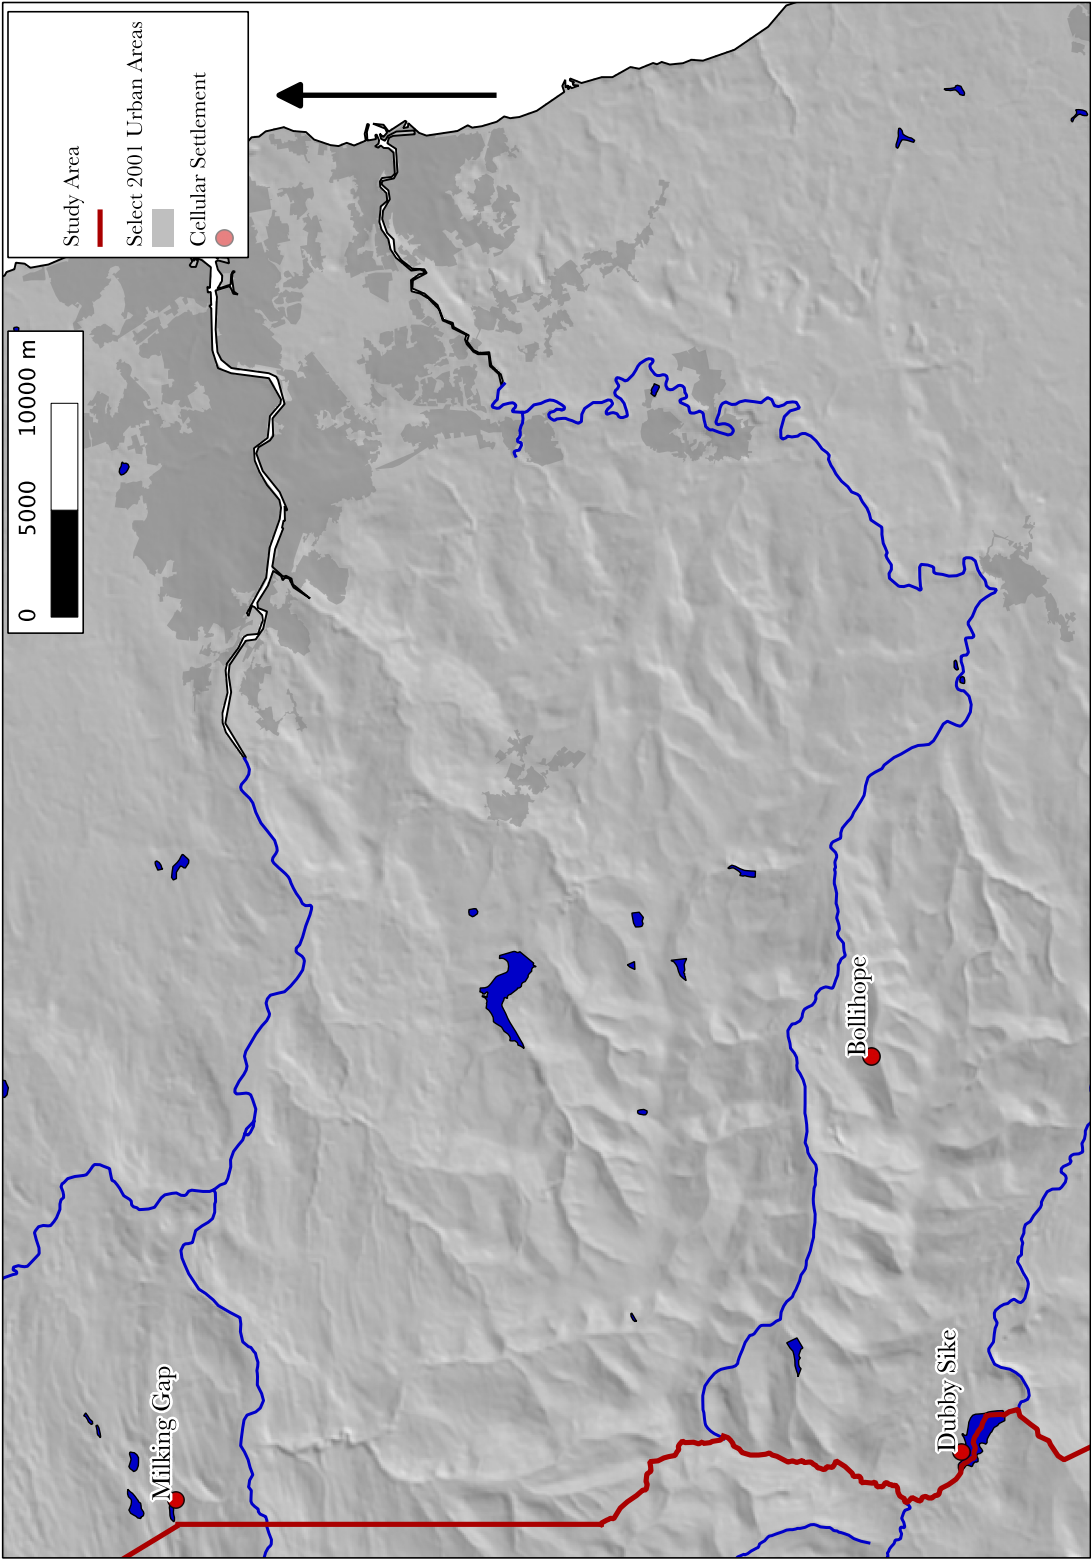 Study Area
Select 2001 Urban Areas
Cellular Settlement
0 5000 10000 m
Milking Gap
Bollihope
Dubby Sike